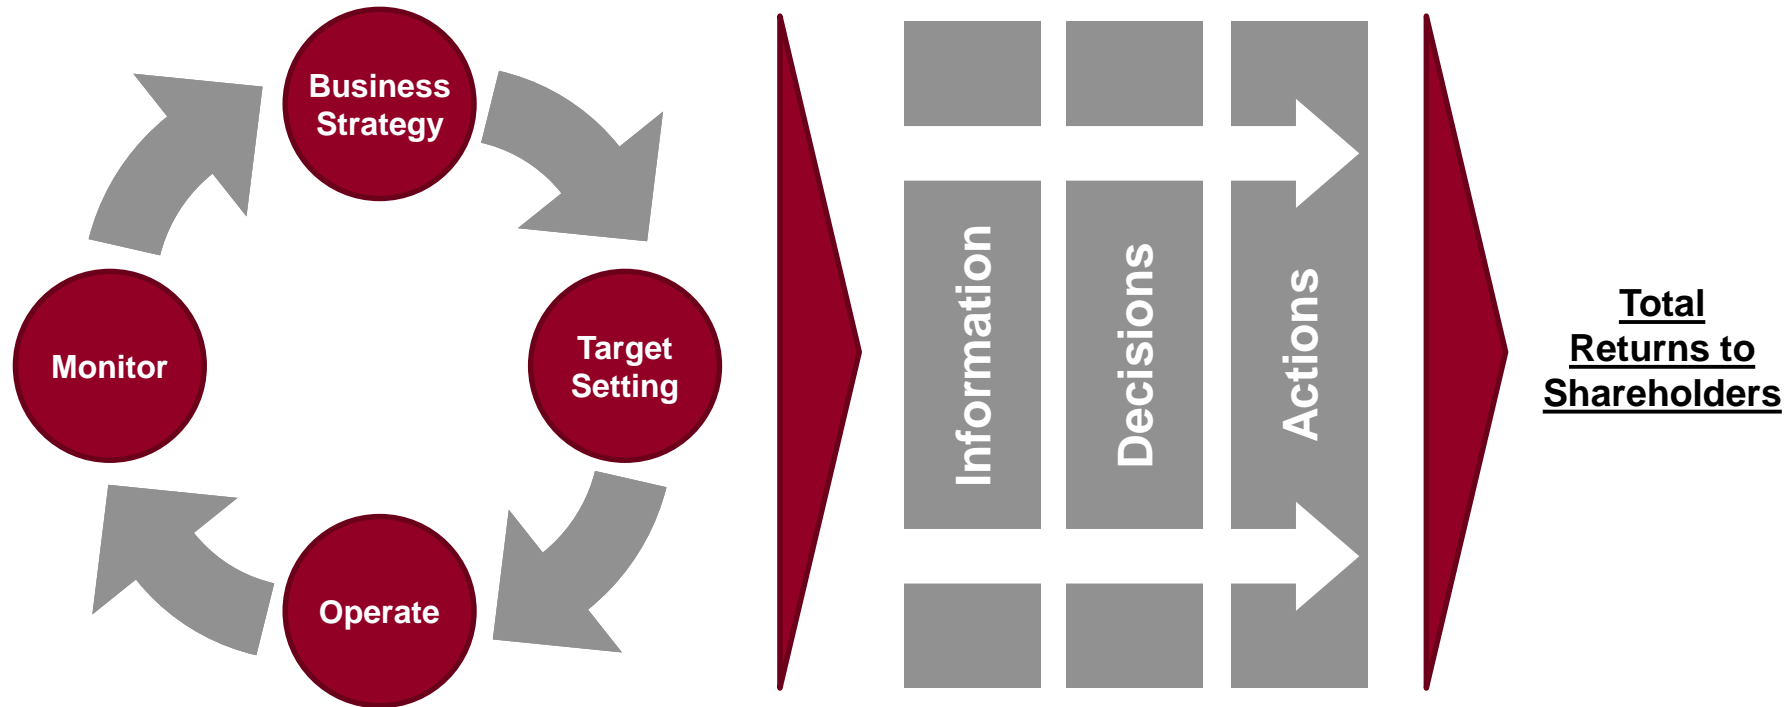 Business
Strategy
Target
Setting
Operate
Monitor
Information
Decisions
Actions
Total
Returns to
Shareholders